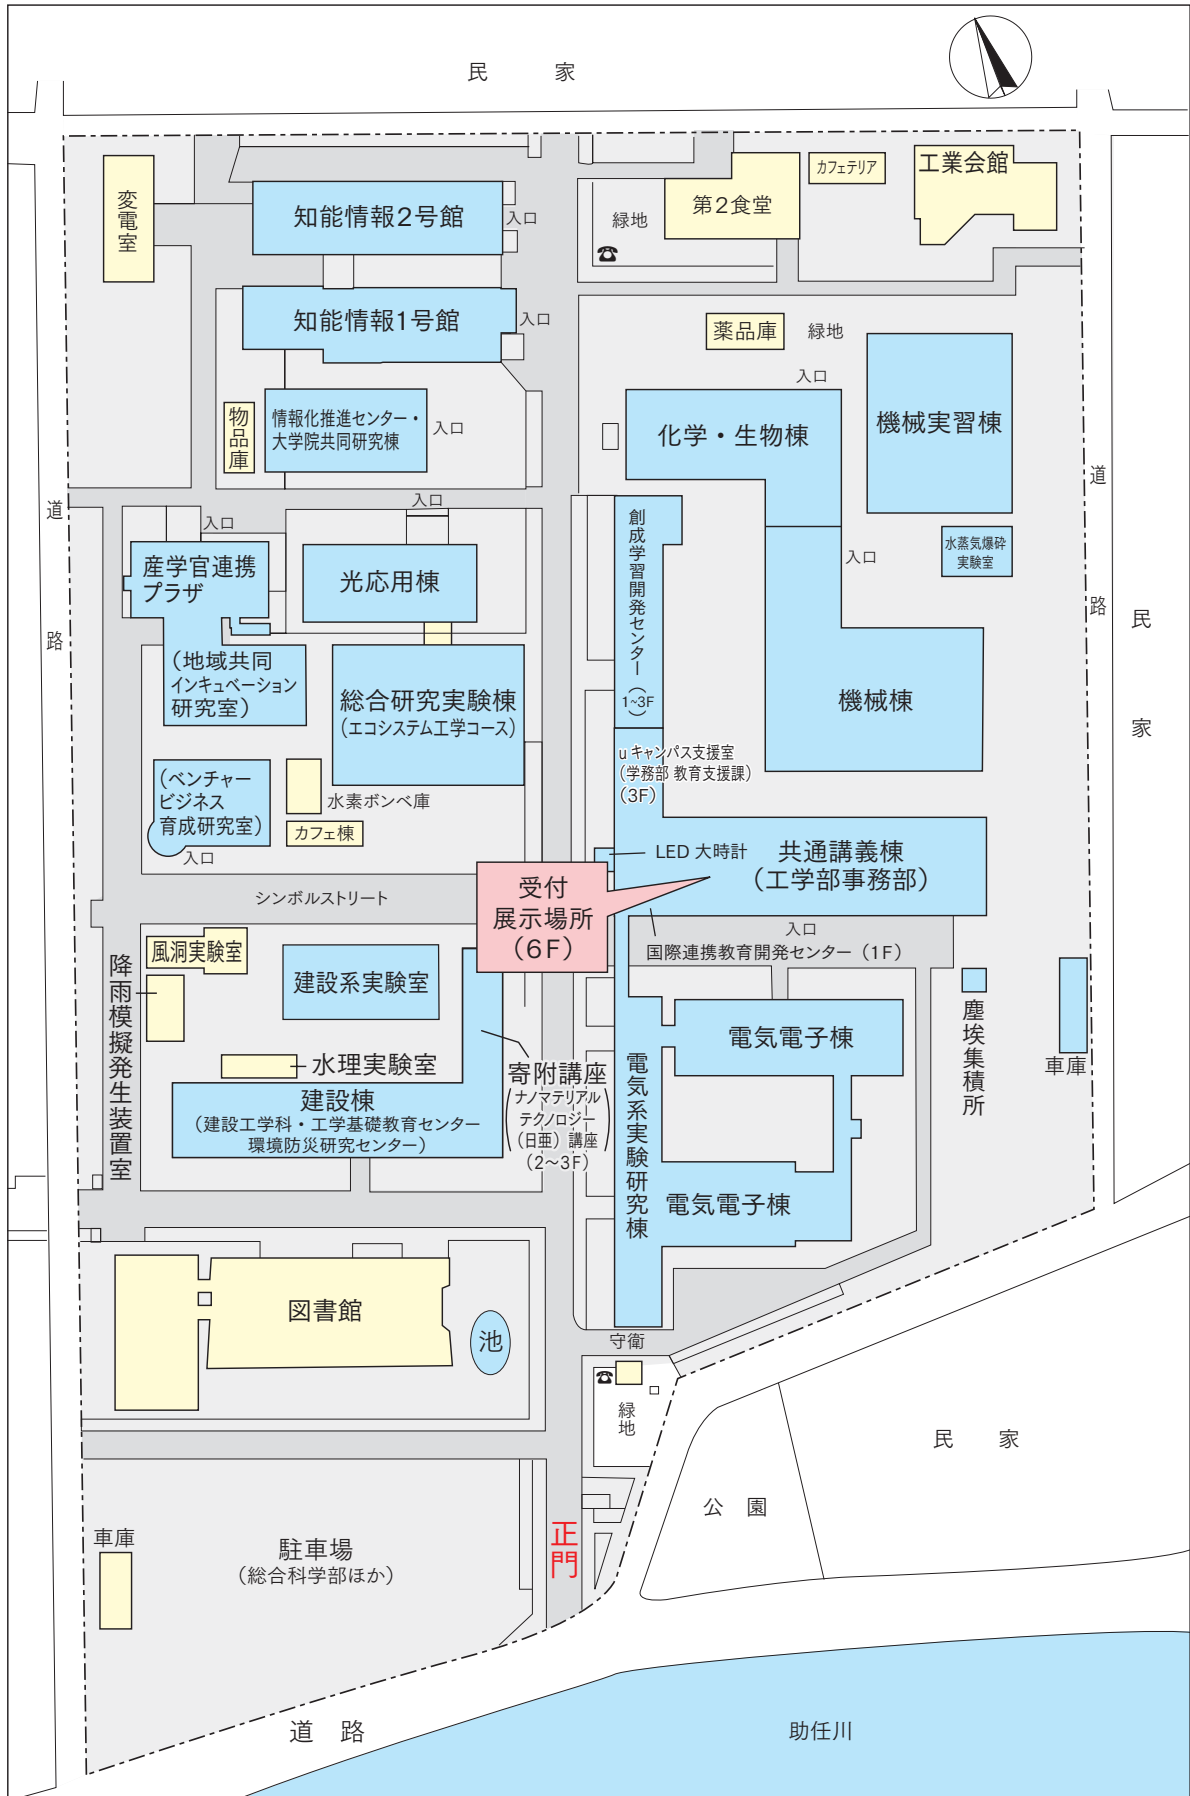 民 家
変電室
知能情報2号館
入口
緑地
第2食堂
カフェテリア
工業会館
知能情報1号館
入口
薬品庫
緑地
入口
物品庫
情報化推進センター・
大学院共同研究棟
入口
化学・生物棟
機械実習棟
道 路
入口
入口
産学官連携
プラザ
光応用棟
創成学習開発センター
(1~3F)
入口
水蒸気爆砕
実験室
道 路
民 家
(地域共同
インキュベーション
研究室)
総合研究実験棟
(エコシステム工学コース)
機械棟
uキャンパス支援室
(学務部 教育支援課)
(3F)
(ベンチャー
ビジネス
育成研究室)
入口
水素ボンベ庫
カフェ棟
LED 大時計
共通講義棟
(工学部事務部)
シンボルストリート
受付
展示場所
(6F)
入口
国際連携教育開発センター(1F)
風洞実験室
降雨模擬発生装置室
建設系実験室
水理実験室
寄附講座
(ナノマテリアル
テクノロジー
(日亜)講座
(2〜3F))
建設棟
(建設工学科・工学基礎教育センター
環境防災研究センター)
電気系実験研究棟
電気電子棟
塵埃集積所
車庫
電気電子棟
図書館
池
守衛
緑地
民 家
公 園
正門
車庫
駐車場
(総合科学部ほか)
道 路
助任川